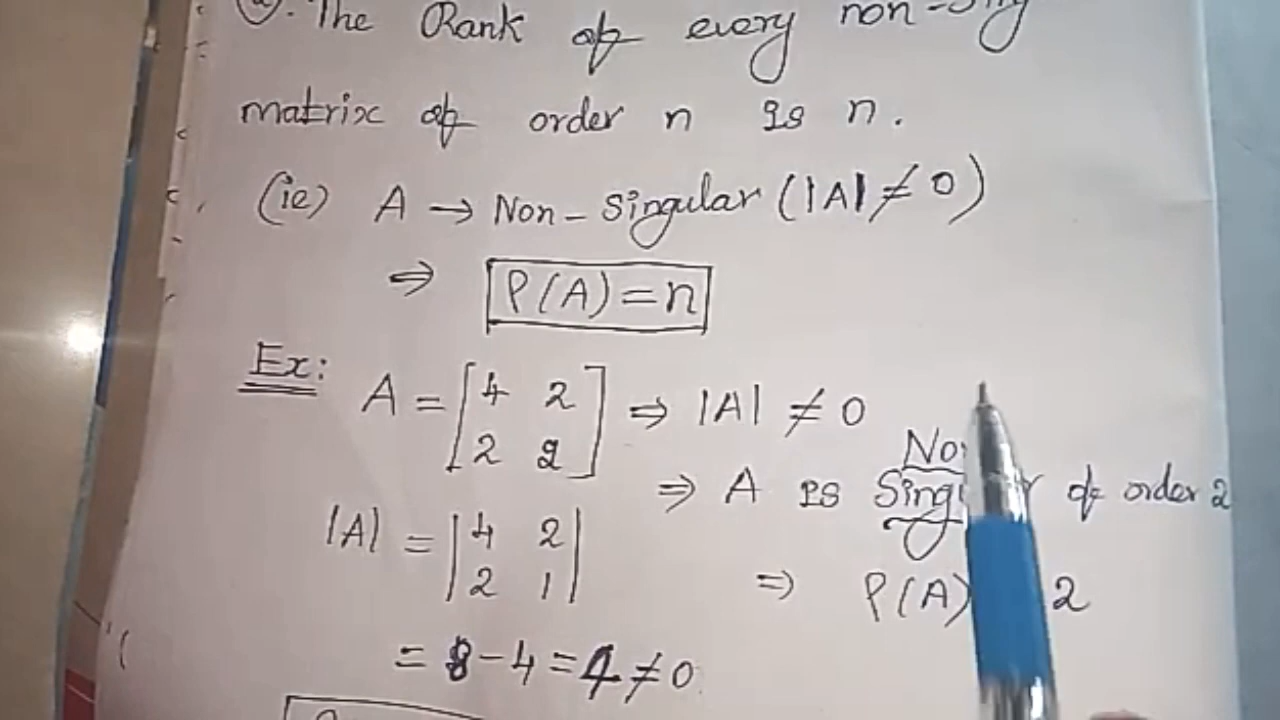 . The Rank of every non-Sing
matrix of order n is n.
(ie) A → Non-Singular (|A| ≠ 0)
⇒ ρ(A) = n
Ex: A = [4 2
2 2] ⇒ |A| ≠ 0
⇒ A is of order 2
|A| = |4 2
2 1|
⇒ ρ(A) 2
= 8 - 4 = 4 ≠ 0